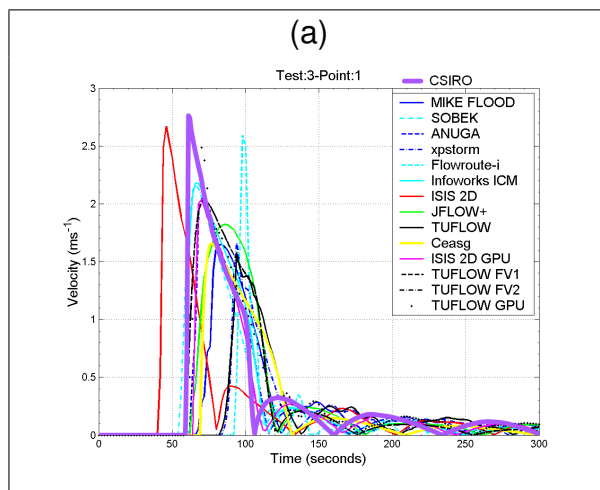 (a)
Test:3-Point:1
CSIRO
MIKE FLOOD
SOBEK
ANUGA
xpstorm
Flowroute-i
Infoworks ICM
ISIS 2D
JFLOW+
TUFLOW
Ceasg
ISIS 2D GPU
TUFLOW FV1
TUFLOW FV2
TUFLOW GPU
Velocity (ms-1)
3
2.5
2
1.5
1
0.5
0
0 50 100 150 200 250 300
Time (seconds)